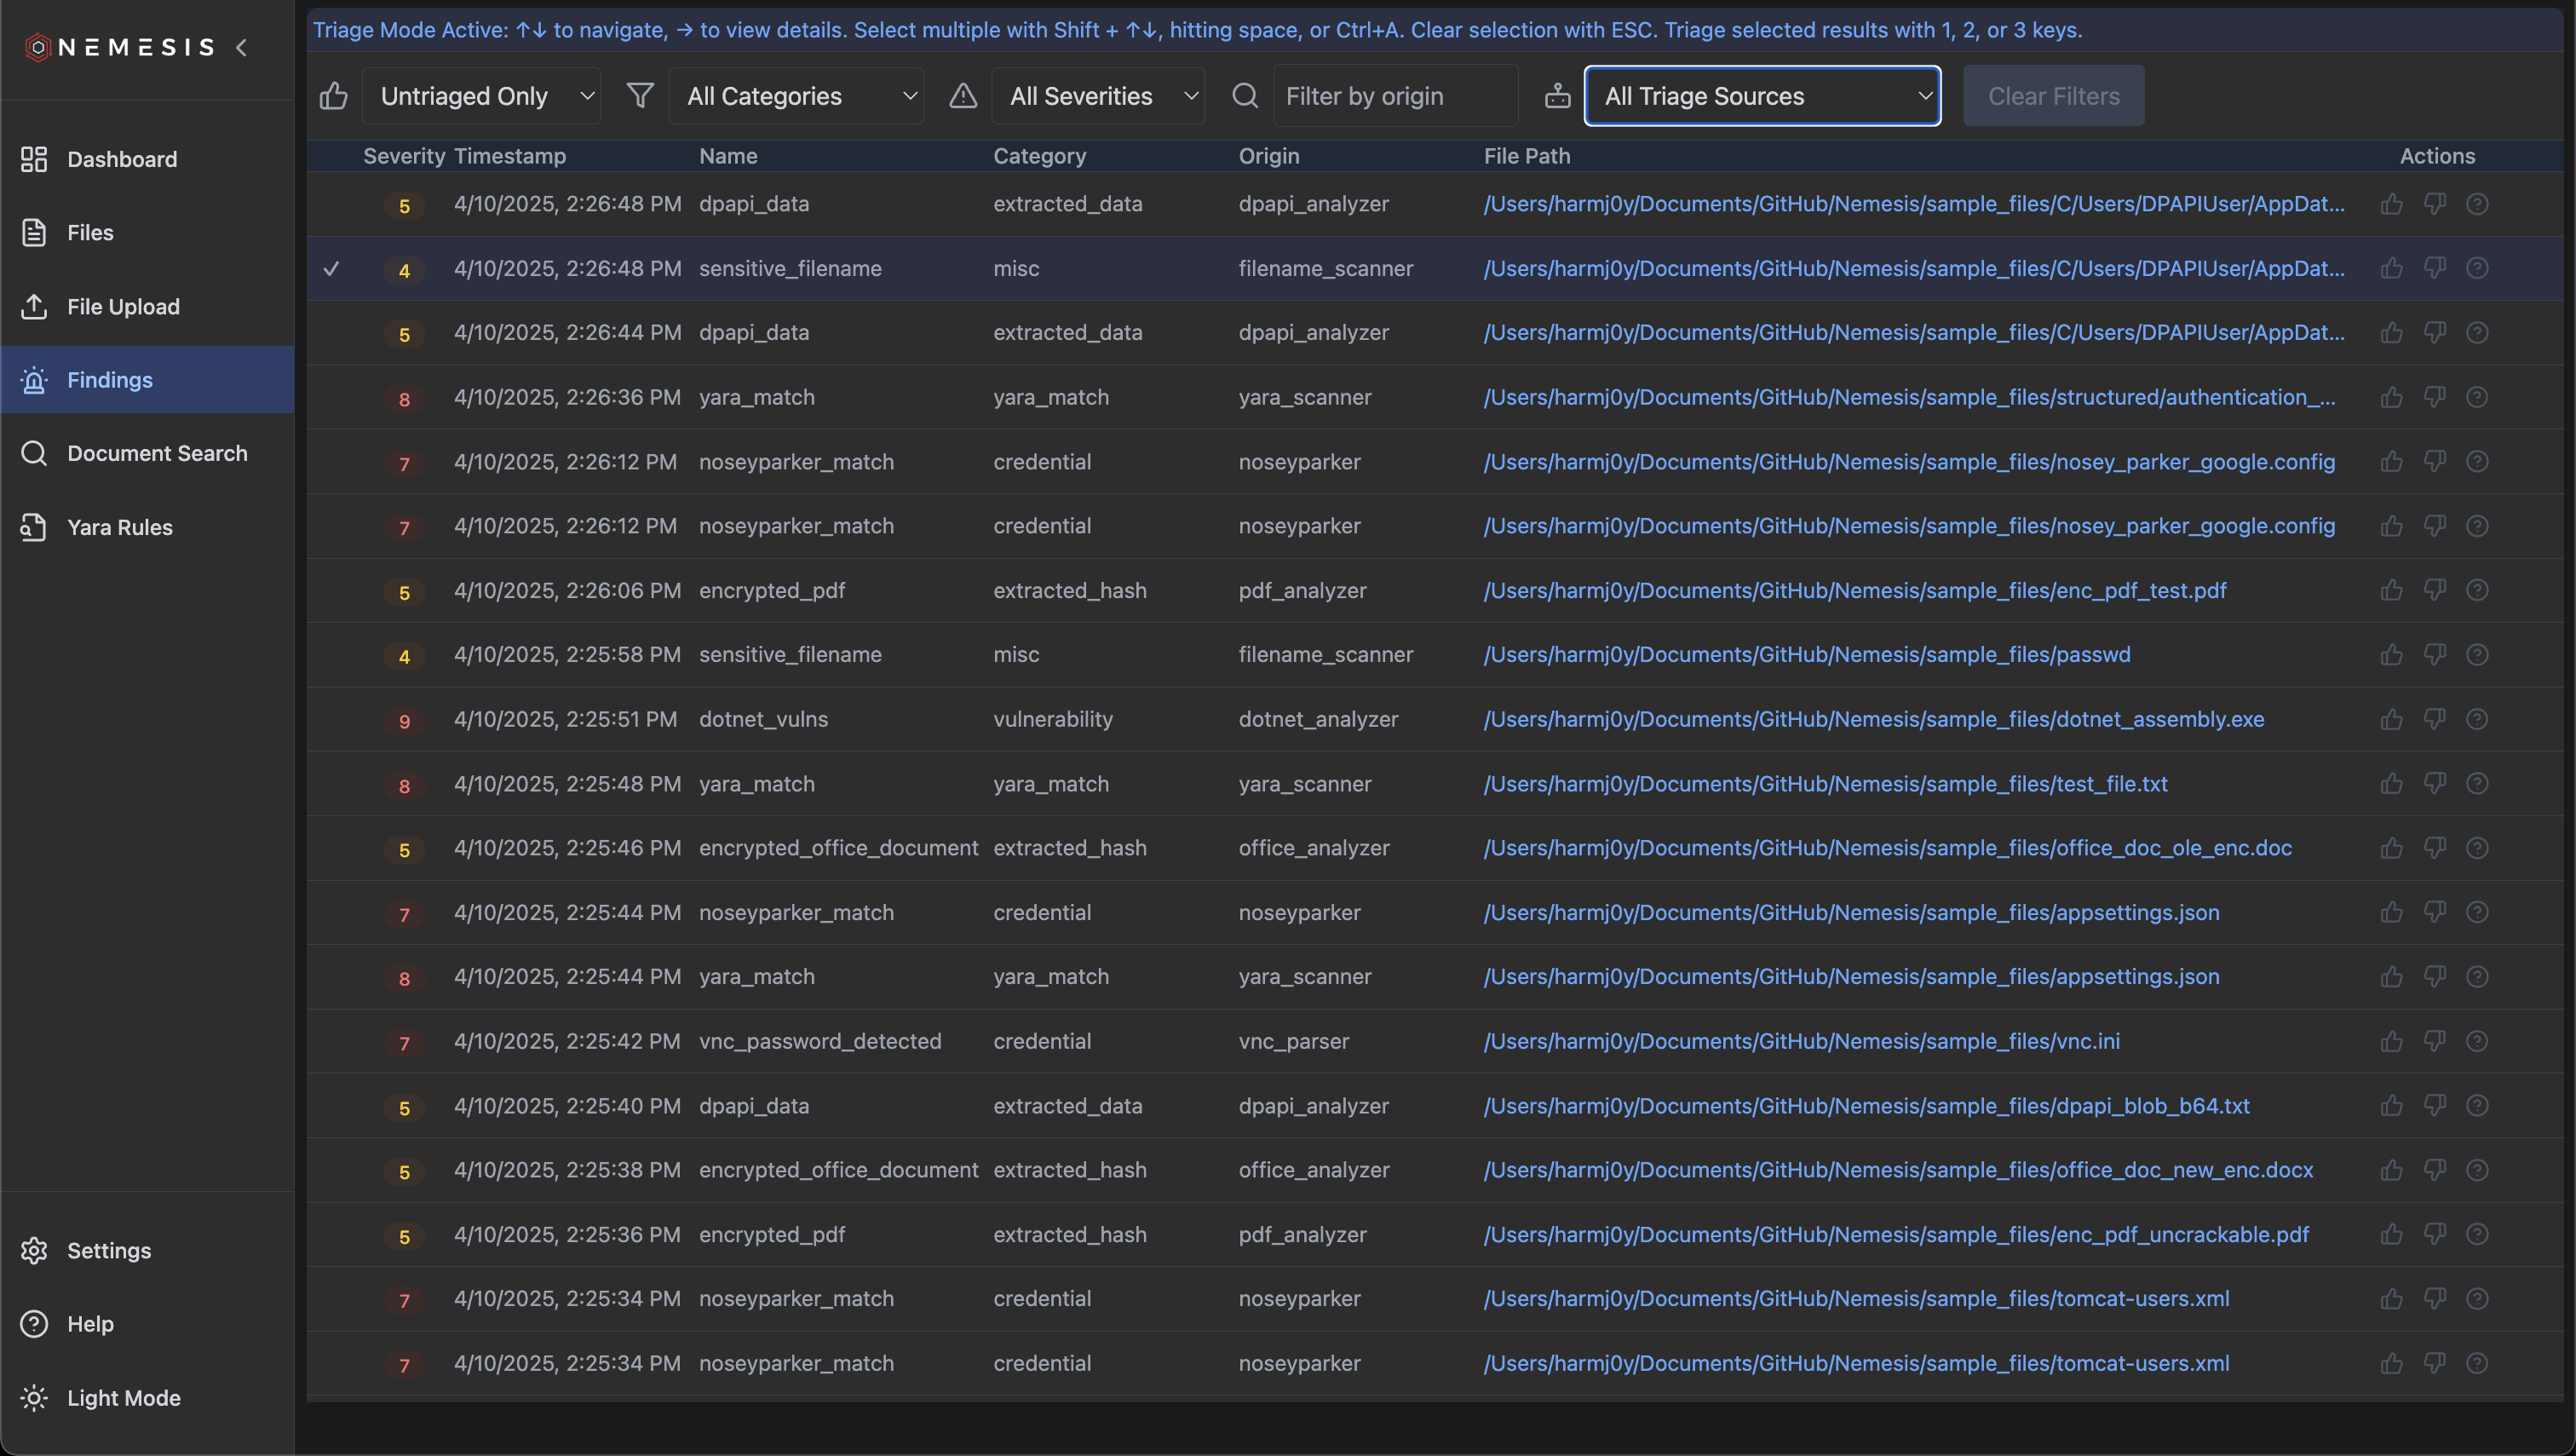 NEMESIS
Dashboard
Files
File Upload
Findings
Document Search
Yara Rules
Settings
Help
Light Mode
Triage Mode Active: ↑↓ to navigate, → to view details. Select multiple with Shift + ↑↓, hitting space, or Ctrl+A. Clear selection with ESC. Triage selected results with 1, 2, or 3 keys.
Untriaged Only All Categories All Severities Filter by origin All Triage Sources Clear Filters
Severity Timestamp Name Category Origin File Path Actions
5 4/10/2025, 2:26:48 PM dpapi_data extracted_data dpapi_analyzer /Users/harmj0y/Documents/GitHub/Nemesis/sample_files/C/Users/DPAPIUser/AppDat...
4 4/10/2025, 2:26:48 PM sensitive_filename misc filename_scanner /Users/harmj0y/Documents/GitHub/Nemesis/sample_files/C/Users/DPAPIUser/AppDat...
5 4/10/2025, 2:26:44 PM dpapi_data extracted_data dpapi_analyzer /Users/harmj0y/Documents/GitHub/Nemesis/sample_files/C/Users/DPAPIUser/AppDat...
8 4/10/2025, 2:26:36 PM yara_match yara_match yara_scanner /Users/harmj0y/Documents/GitHub/Nemesis/sample_files/structured/authentication_...
7 4/10/2025, 2:26:12 PM noseyparker_match credential noseyparker /Users/harmj0y/Documents/GitHub/Nemesis/sample_files/nosey_parker_google.config
7 4/10/2025, 2:26:12 PM noseyparker_match credential noseyparker /Users/harmj0y/Documents/GitHub/Nemesis/sample_files/nosey_parker_google.config
5 4/10/2025, 2:26:06 PM encrypted_pdf extracted_hash pdf_analyzer /Users/harmj0y/Documents/GitHub/Nemesis/sample_files/enc_pdf_test.pdf
4 4/10/2025, 2:25:58 PM sensitive_filename misc filename_scanner /Users/harmj0y/Documents/GitHub/Nemesis/sample_files/passwd
9 4/10/2025, 2:25:51 PM dotnet_vulns vulnerability dotnet_analyzer /Users/harmj0y/Documents/GitHub/Nemesis/sample_files/dotnet_assembly.exe
8 4/10/2025, 2:25:48 PM yara_match yara_match yara_scanner /Users/harmj0y/Documents/GitHub/Nemesis/sample_files/test_file.txt
5 4/10/2025, 2:25:46 PM encrypted_office_document extracted_hash office_analyzer /Users/harmj0y/Documents/GitHub/Nemesis/sample_files/office_doc_ole_enc.doc
7 4/10/2025, 2:25:44 PM noseyparker_match credential noseyparker /Users/harmj0y/Documents/GitHub/Nemesis/sample_files/appsettings.json
8 4/10/2025, 2:25:44 PM yara_match yara_match yara_scanner /Users/harmj0y/Documents/GitHub/Nemesis/sample_files/appsettings.json
7 4/10/2025, 2:25:42 PM vnc_password_detected credential vnc_parser /Users/harmj0y/Documents/GitHub/Nemesis/sample_files/vnc.ini
5 4/10/2025, 2:25:40 PM dpapi_data extracted_data dpapi_analyzer /Users/harmj0y/Documents/GitHub/Nemesis/sample_files/dpapi_blob_b64.txt
5 4/10/2025, 2:25:38 PM encrypted_office_document extracted_hash office_analyzer /Users/harmj0y/Documents/GitHub/Nemesis/sample_files/office_doc_new_enc.docx
5 4/10/2025, 2:25:36 PM encrypted_pdf extracted_hash pdf_analyzer /Users/harmj0y/Documents/GitHub/Nemesis/sample_files/enc_pdf_uncrackable.pdf
7 4/10/2025, 2:25:34 PM noseyparker_match credential noseyparker /Users/harmj0y/Documents/GitHub/Nemesis/sample_files/tomcat-users.xml
7 4/10/2025, 2:25:34 PM noseyparker_match credential noseyparker /Users/harmj0y/Documents/GitHub/Nemesis/sample_files/tomcat-users.xml